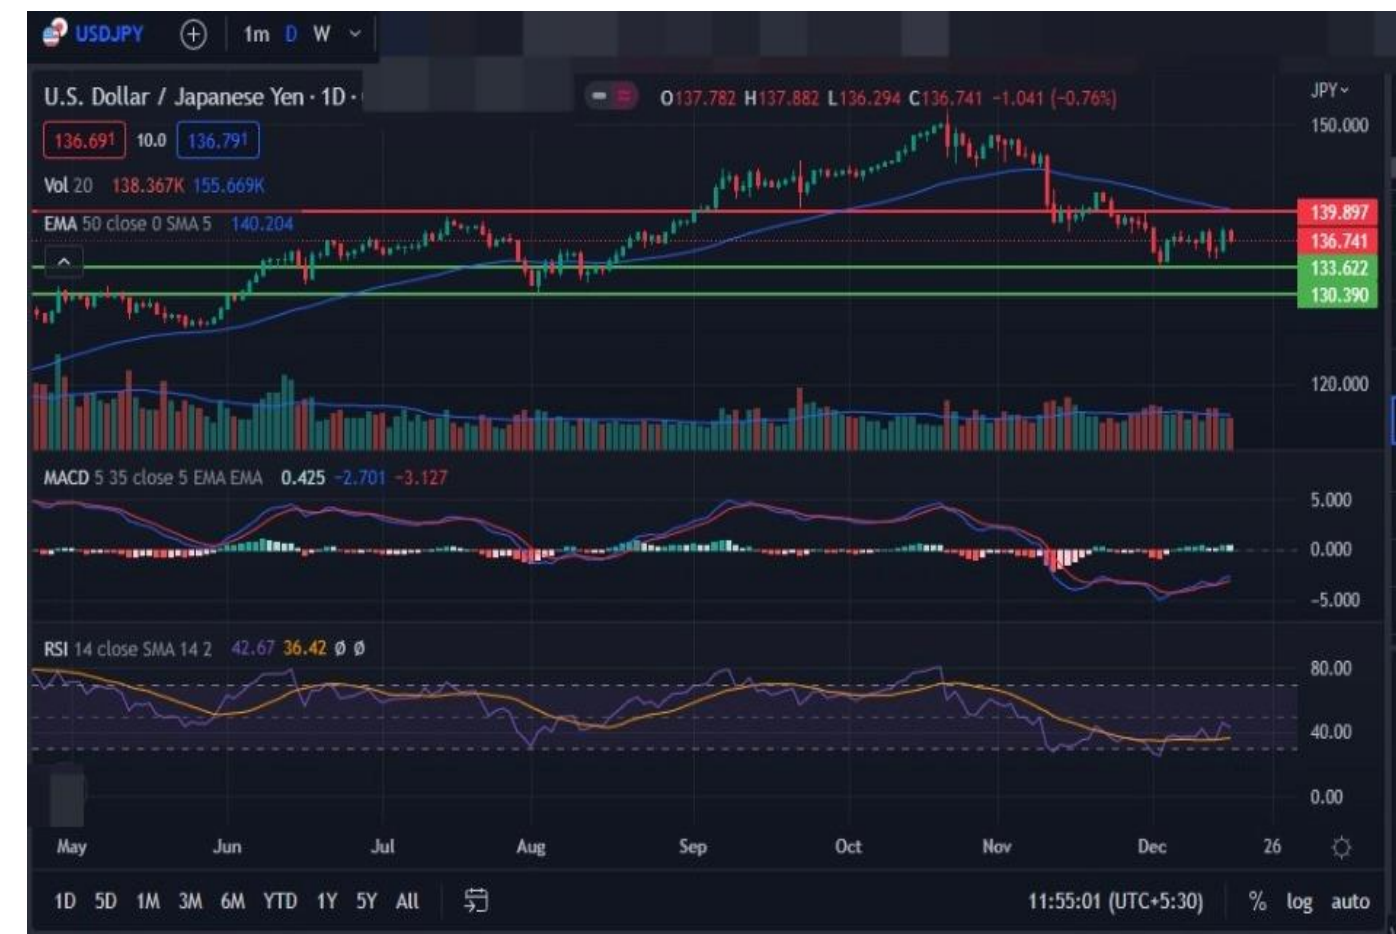 USDJPY 1m D W
U.S. Dollar / Japanese Yen · 1D ·
O137.782 H137.882 L136.294 C136.741 −1.041 (−0.76%)
JPY
136.691 10.0 136.791
150.000
Vol 20 138.367K 155.669K
EMA 50 close 0 SMA 5 140.204
139.897
136.741
133.622
130.390
120.000
MACD 5 35 close 5 EMA EMA 0.425 −2.701 −3.127
5.000
0.000
−5.000
RSI 14 close SMA 14 2 42.67 36.42 Ø Ø
80.00
40.00
0.00
May Jun Jul Aug Sep Oct Nov Dec 26
1D 5D 1M 3M 6M YTD 1Y 5Y All 11:55:01 (UTC+5:30) % log auto